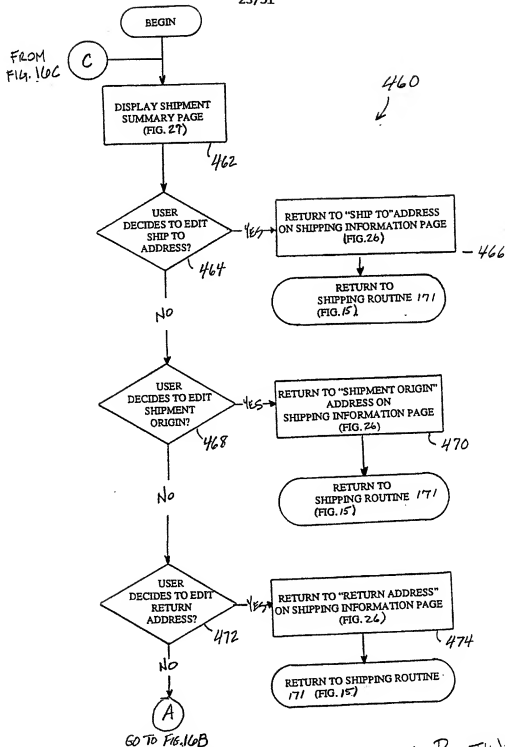 BEGIN
FROM
FIG. 16C
C
460
DISPLAY SHIPMENT
SUMMARY PAGE
(FIG. 27)
462
USER
DECIDES TO EDIT
SHIP TO
ADDRESS?
464
YES
RETURN TO "SHIP TO" ADDRESS
ON SHIPPING INFORMATION PAGE
(FIG.26)
466
RETURN TO
SHIPPING ROUTINE 171
(FIG.15)
NO
USER
DECIDES TO EDIT
SHIPMENT
ORIGIN?
468
YES
RETURN TO "SHIPMENT ORIGIN"
ADDRESS ON
SHIPPING INFORMATION PAGE
(FIG.26)
470
RETURN TO
SHIPPING ROUTINE 171
(FIG.15)
NO
USER
DECIDES TO EDIT
RETURN
ADDRESS?
472
YES
RETURN TO "RETURN ADDRESS"
ON SHIPPING INFORMATION PAGE
(FIG.26)
474
RETURN TO SHIPPING ROUTINE
171 (FIG.15)
NO
A
GO TO FIG.16B